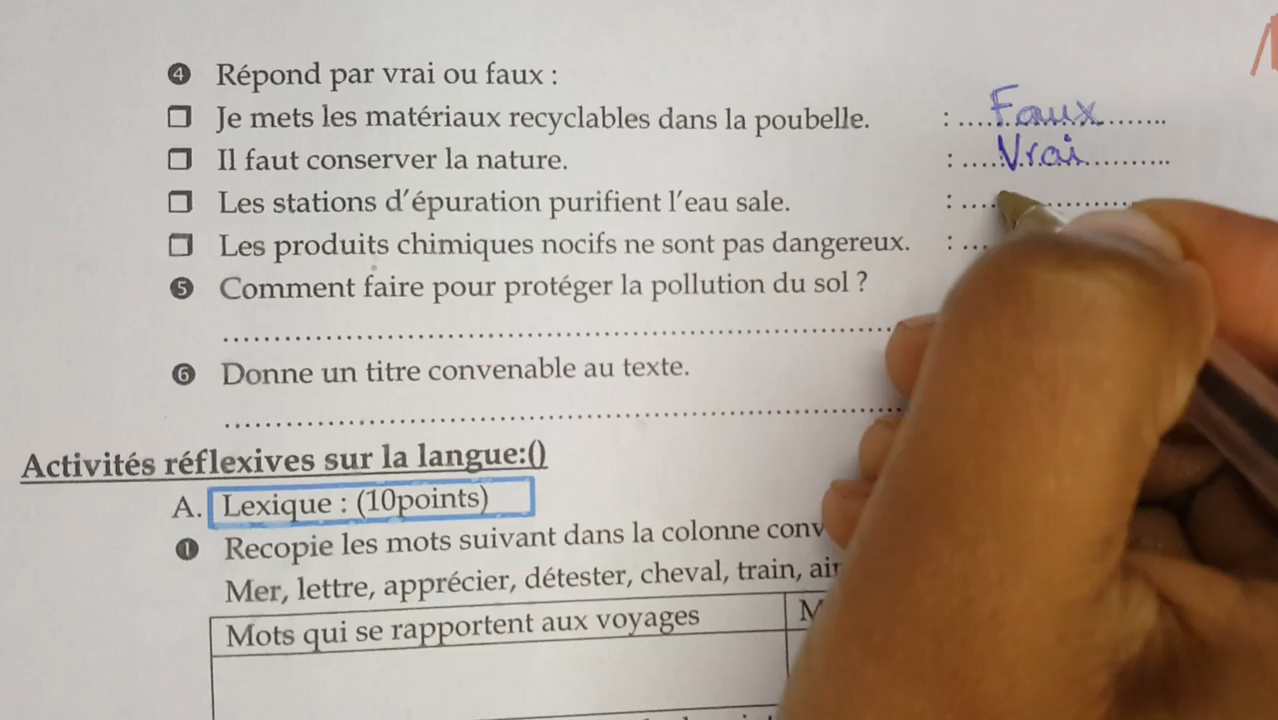 ❹ Répond par vrai ou faux :
❒ Je mets les matériaux recyclables dans la poubelle. : ....Faux........
❒ Il faut conserver la nature. : ....Vrai...........
❒ Les stations d'épuration purifient l'eau sale. : ..................
❒ Les produits chimiques nocifs ne sont pas dangereux. : ...
❺ Comment faire pour protéger la pollution du sol ?
................................................................................
❻ Donne un titre convenable au texte.
................................................................................
Activités réflexives sur la langue:()
A. Lexique : (10points)
❶ Recopie les mots suivant dans la colonne
Mer, lettre, apprécier, détester, cheval, train,
Mots qui se rapportent aux voyages